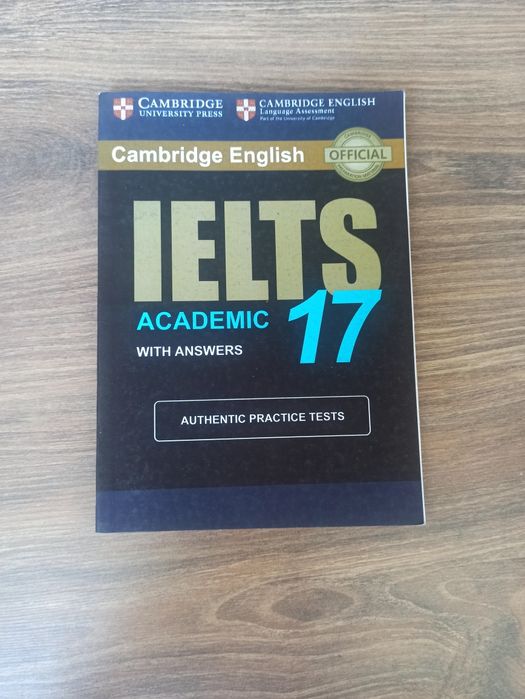 CAMBRIDGE
UNIVERSITY PRESS
CAMBRIDGE ENGLISH
Language Assessment
Part of the University of Cambridge
Cambridge English
CAMBRIDGE
OFFICIAL
IELTS
17
ACADEMIC
WITH ANSWERS
AUTHENTIC PRACTICE TESTS